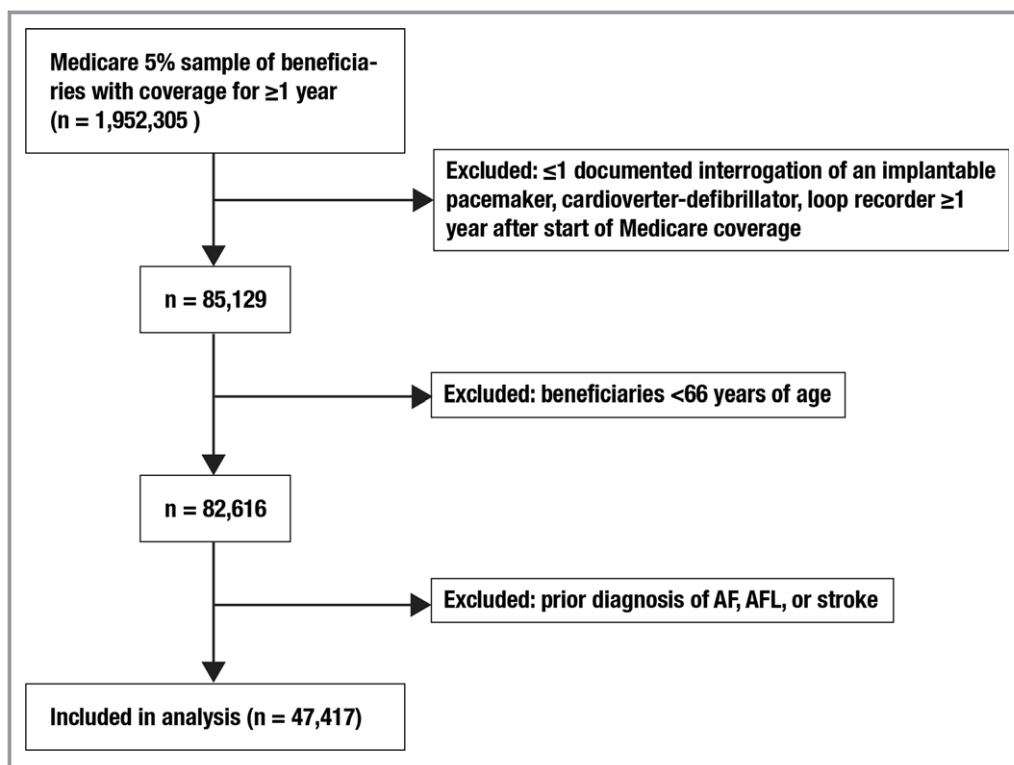 Medicare 5% sample of beneficia-
ries with coverage for ≥1 year
(n = 1,952,305 )
Excluded: ≤1 documented interrogation of an implantable
pacemaker, cardioverter-defibrillator, loop recorder ≥1
year after start of Medicare coverage
n = 85,129
Excluded: beneficiaries <66 years of age
n = 82,616
Excluded: prior diagnosis of AF, AFL, or stroke
Included in analysis (n = 47,417)